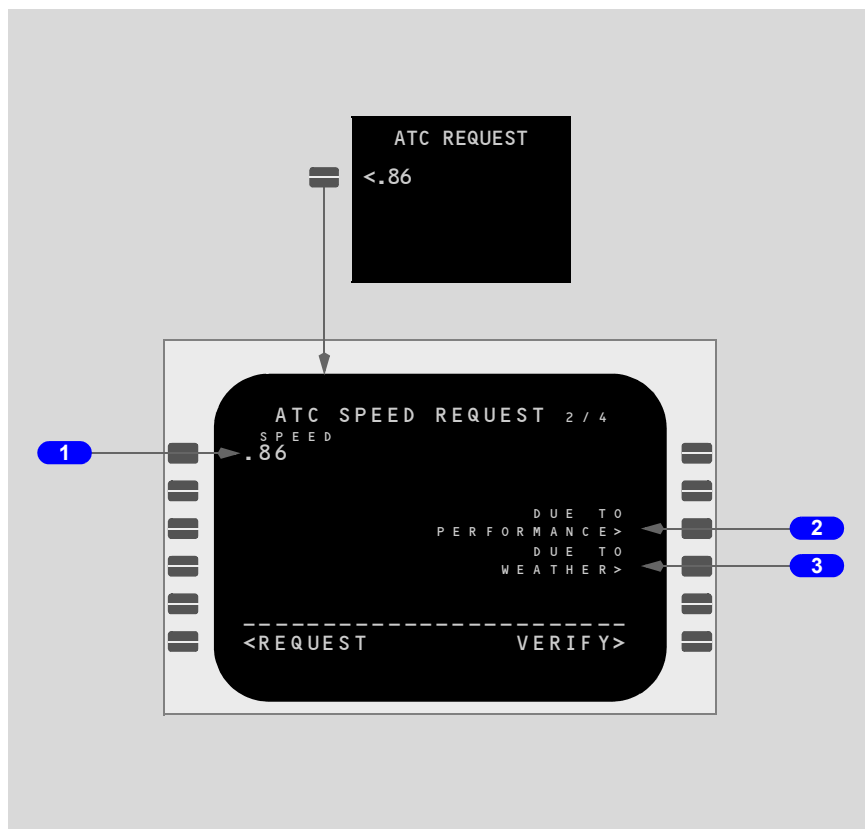 ATC REQUEST
<.86
ATC SPEED REQUEST 2/4
SPEED
1
.86
DUE TO
PERFORMANCE>
2
DUE TO
WEATHER>
3
------------------------
<REQUEST VERIFY>